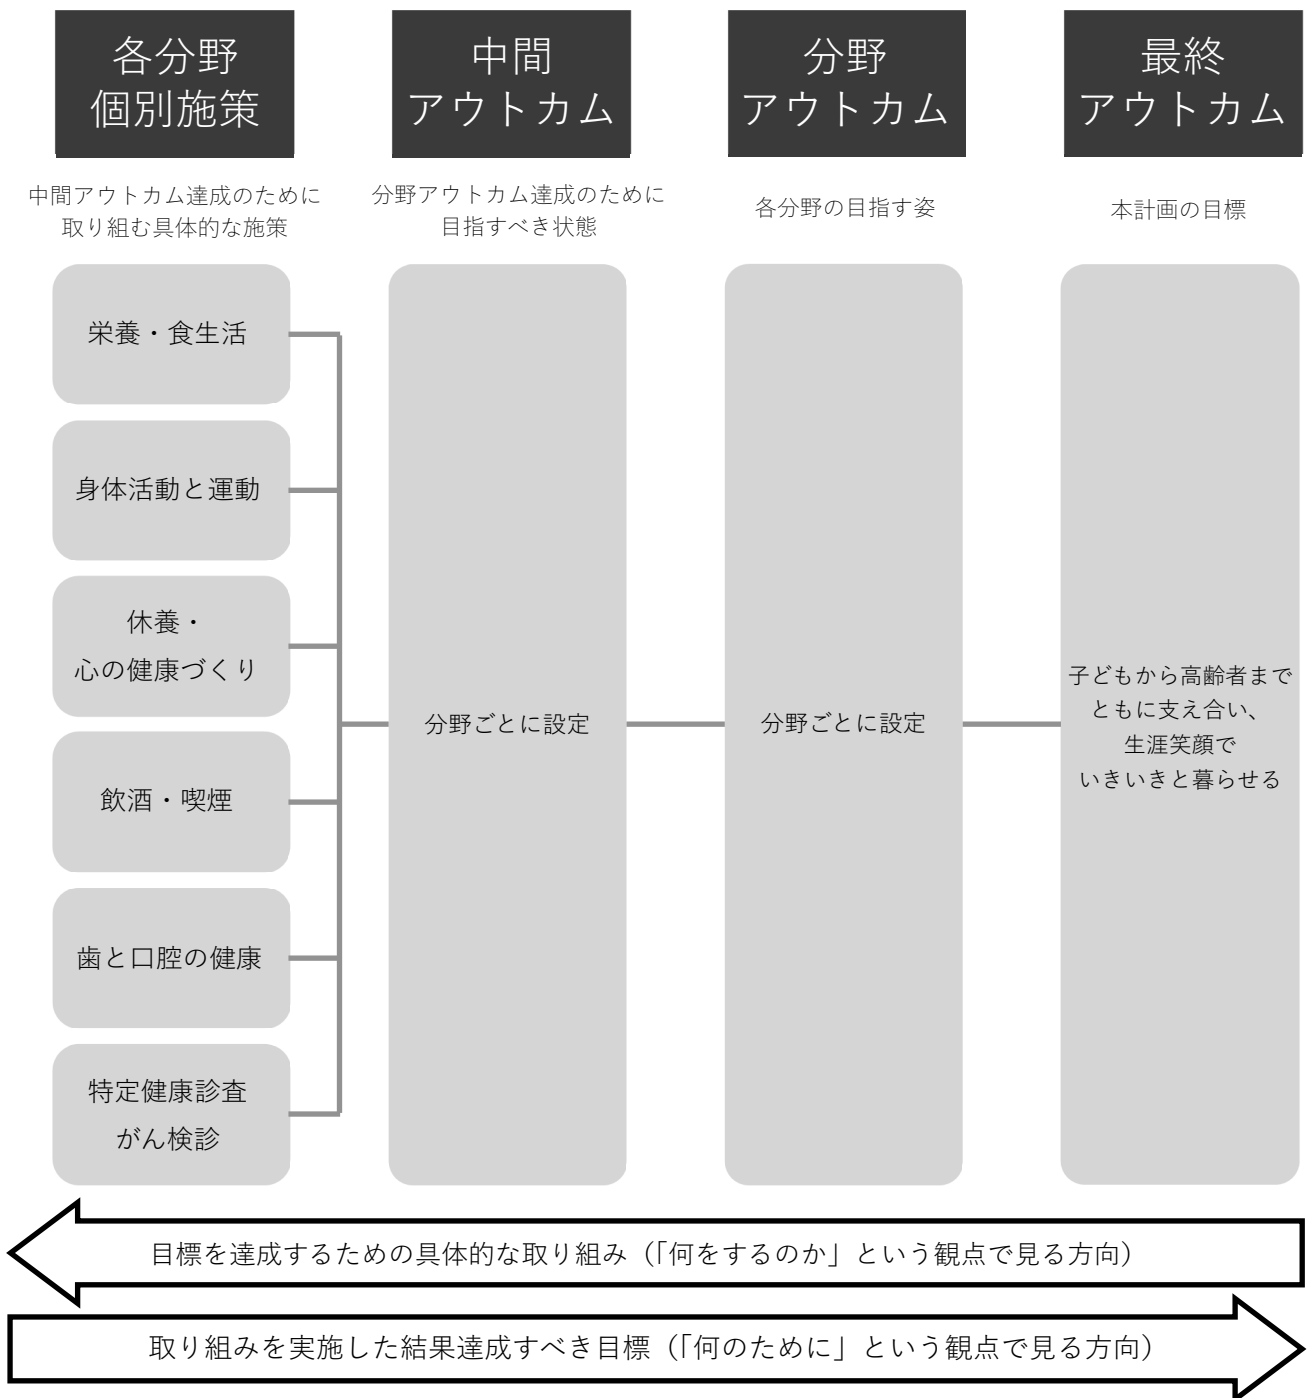 各分野
個別施策
中間
アウトカム
分野
アウトカム
最終
アウトカム
中間アウトカム達成のために
取り組む具体的な施策
分野アウトカム達成のために
目指すべき状態
各分野の目指す姿
本計画の目標
栄養・食生活
身体活動と運動
休養・
心の健康づくり
飲酒・喫煙
歯と口腔の健康
特定健康診査
がん検診
分野ごとに設定
分野ごとに設定
子どもから高齢者まで
ともに支え合い、
生涯笑顔で
いきいきと暮らせる
目標を達成するための具体的な取り組み（「何をするのか」という観点で見る方向）
取り組みを実施した結果達成すべき目標（「何のために」という観点で見る方向）